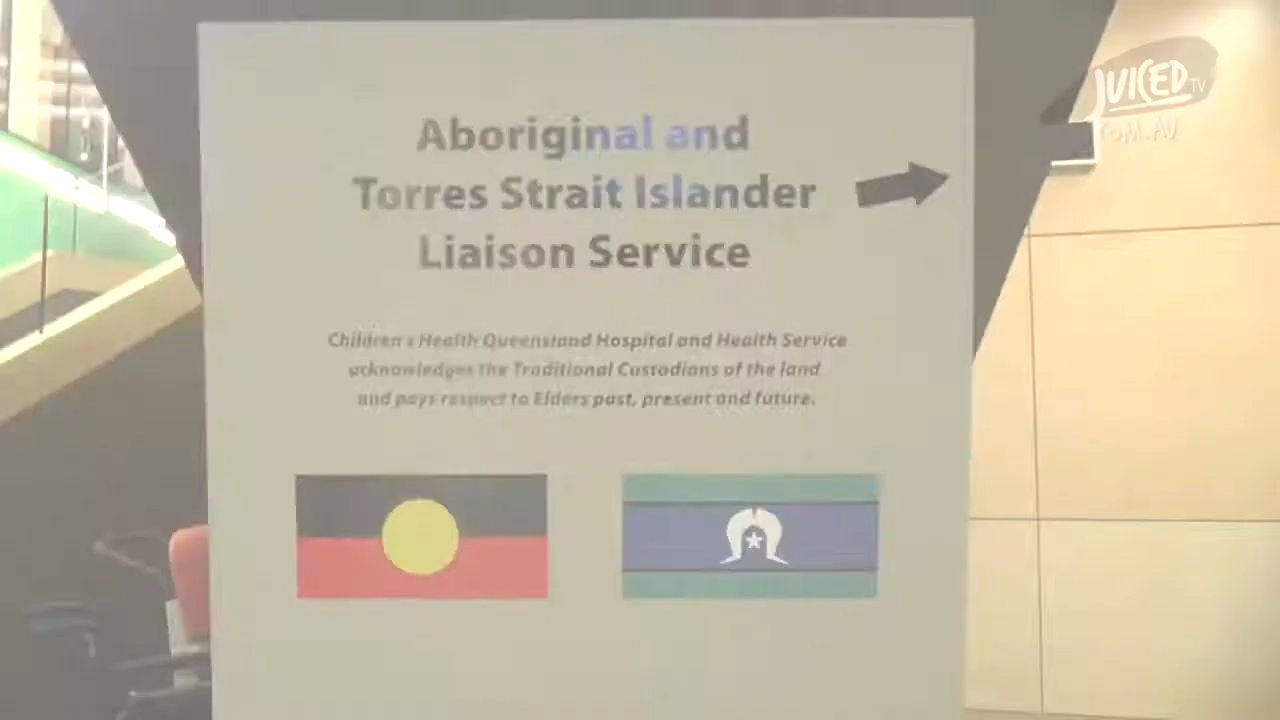 Aboriginal and
Torres Strait Islander
Liaison Service
Children's Health Queensland Hospital and Health Service
acknowledges the Traditional Custodians of the land
and pays respect to Elders past, present and future.
JUICED TV
.COM.AU